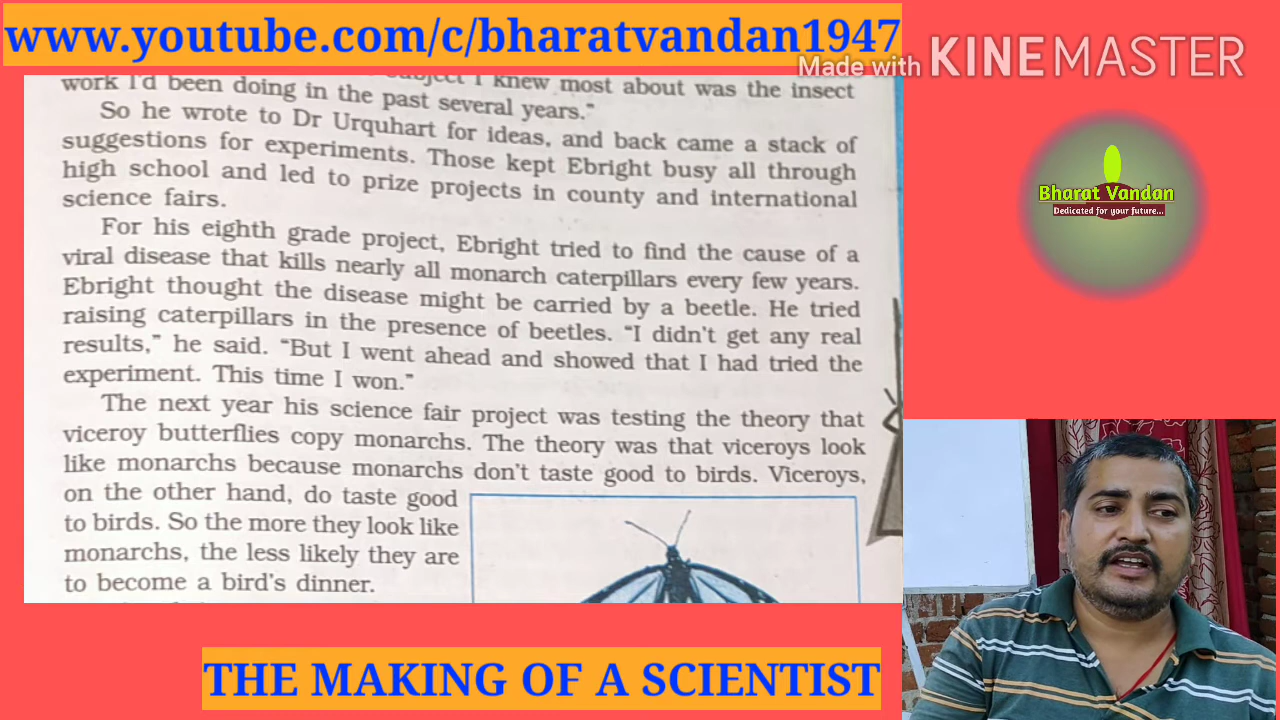 www.youtube.com/c/bharatvandan1947
Made with KINEMASTER
subject I knew most about was the insect
work I'd been doing in the past several years."
So he wrote to Dr Urquhart for ideas, and back came a stack of
suggestions for experiments. Those kept Ebright busy all through
high school and led to prize projects in county and international
science fairs.
For his eighth grade project, Ebright tried to find the cause of a
viral disease that kills nearly all monarch caterpillars every few years.
Ebright thought the disease might be carried by a beetle. He tried
raising caterpillars in the presence of beetles. “I didn't get any real
results,” he said. “But I went ahead and showed that I had tried the
experiment. This time I won.”
The next year his science fair project was testing the theory that
viceroy butterflies copy monarchs. The theory was that viceroys look
like monarchs because monarchs don't taste good to birds. Viceroys,
on the other hand, do taste good
to birds. So the more they look like
monarchs, the less likely they are
to become a bird's dinner.
Bharat Vandan
Dedicated for your future...
THE MAKING OF A SCIENTIST